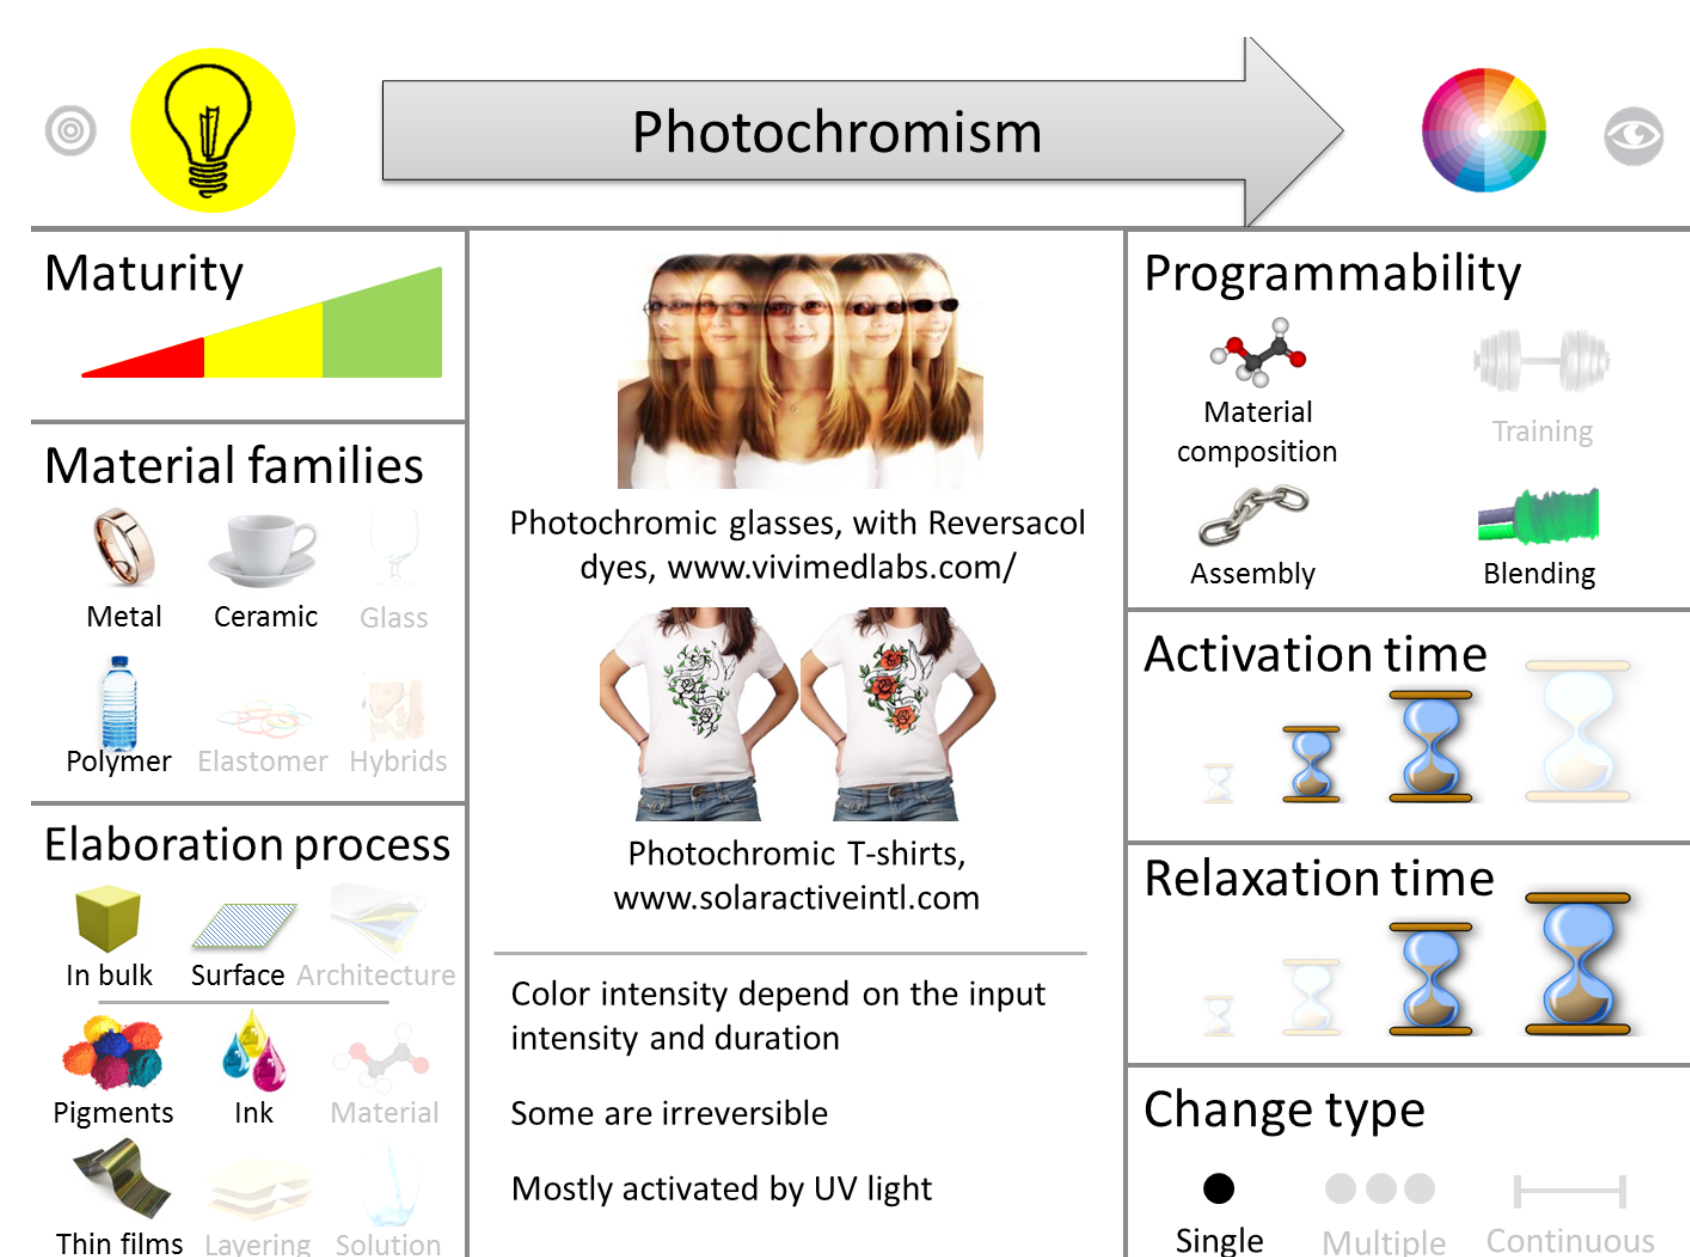 Photochromism
Maturity
Material families
Metal
Ceramic
Glass
Polymer
Elastomer
Hybrids
Elaboration process
In bulk
Surface
Architecture
Pigments
Ink
Material
Thin films
Layering
Solution
Photochromic glasses, with Reversacol
dyes, www.vivimedlabs.com/
Photochromic T-shirts,
www.solaractiveintl.com
Color intensity depend on the input
intensity and duration
Some are irreversible
Mostly activated by UV light
Programmability
Material
composition
Training
Assembly
Blending
Activation time
Relaxation time
Change type
Single
Multiple
Continuous